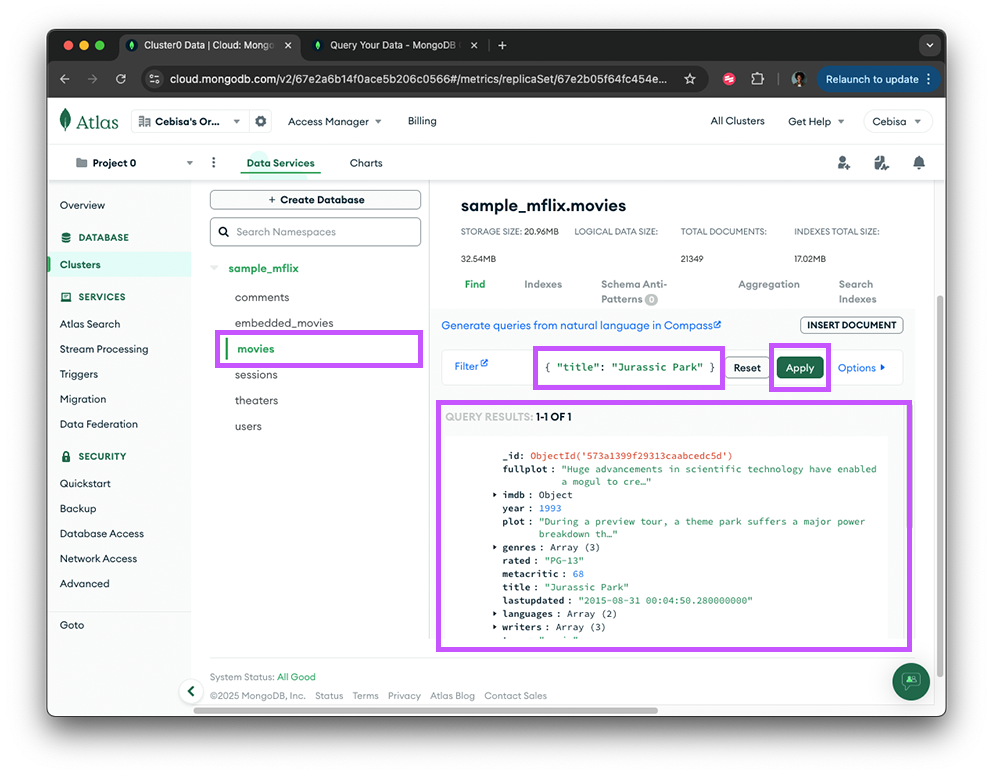 Cluster0 Data | Cloud: Mongo
Query Your Data - MongoDB
cloud.mongodb.com/v2/67e2a6b14f0ace5b206c0566#/metrics/replicaSet/67e2b05f64fc454e...
Relaunch to update
Atlas
Cebisa's Or...
Access Manager
Billing
All Clusters
Get Help
Cebisa
Project 0
Data Services
Charts
Overview
DATABASE
Clusters
SERVICES
Atlas Search
Stream Processing
Triggers
Migration
Data Federation
SECURITY
Quickstart
Backup
Database Access
Network Access
Advanced
Goto
+ Create Database
Search Namespaces
sample_mflix
comments
embedded_movies
movies
sessions
theaters
users
sample_mflix.movies
STORAGE SIZE: 20.96MB
LOGICAL DATA SIZE:
32.54MB
TOTAL DOCUMENTS:
21349
INDEXES TOTAL SIZE:
17.02MB
Find
Indexes
Schema Anti-
Patterns 0
Aggregation
Search
Indexes
Generate queries from natural language in Compass
INSERT DOCUMENT
Filter
{ "title": "Jurassic Park" }
Reset
Apply
Options
QUERY RESULTS: 1-1 OF 1
_id: ObjectId('573a1399f29313caabcedc5d')
fullplot : "Huge advancements in scientific technology have enabled
a mogul to cre…"
imdb : Object
year : 1993
plot : "During a preview tour, a theme park suffers a major power
breakdown th…"
genres : Array (3)
rated : "PG-13"
metacritic : 68
title : "Jurassic Park"
lastupdated : "2015-08-31 00:04:50.280000000"
languages : Array (2)
writers : Array (3)
System Status: All Good
©2025 MongoDB, Inc.
Status
Terms
Privacy
Atlas Blog
Contact Sales